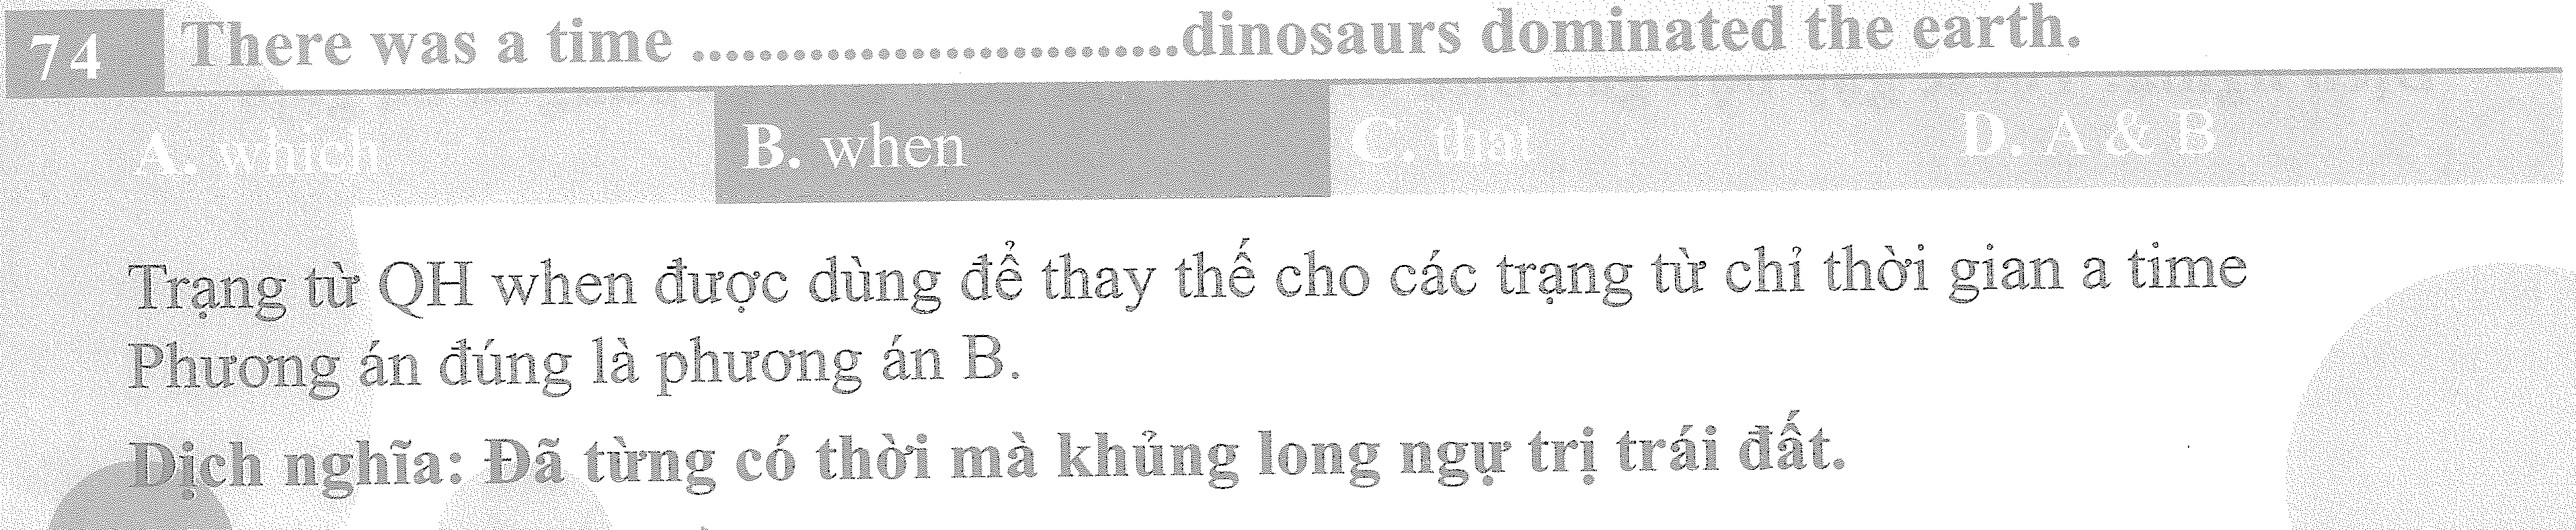 74 There was a time ..............................dinosaurs dominated the earth.
A. which B. when C. that D. A & B
Trạng từ QH when được dùng để thay thế cho các trạng từ chỉ thời gian a time
Phương án đúng là phương án B.
Dịch nghĩa: Đã từng có thời mà khủng long ngự trị trái đất.